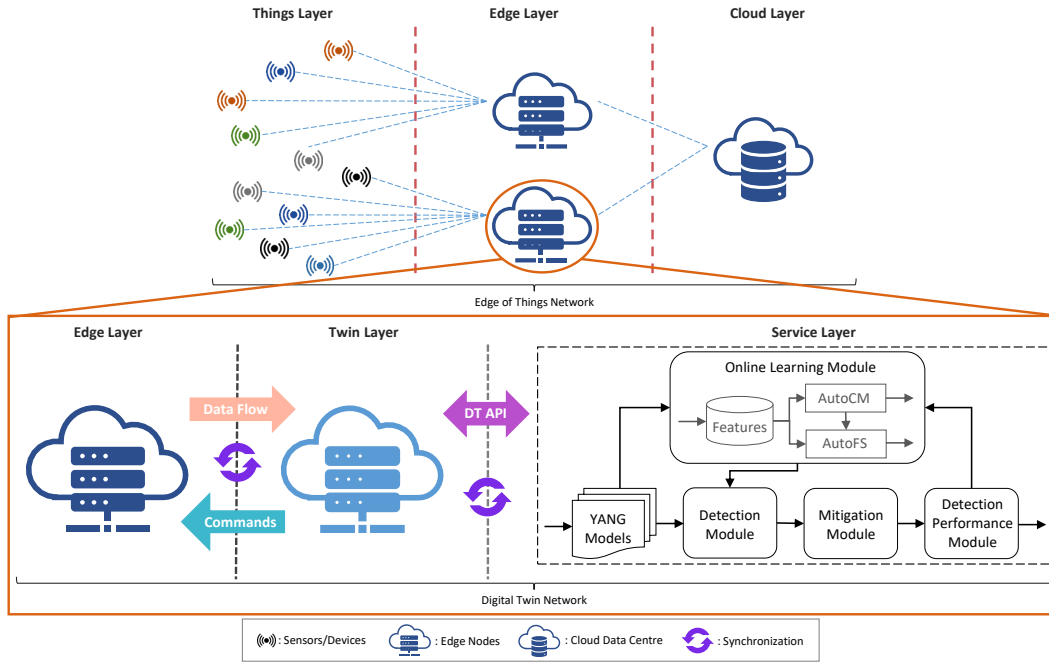 Things Layer
Edge Layer
Cloud Layer
Edge of Things Network
Edge Layer
Twin Layer
Service Layer
Data Flow
Commands
DT API
Online Learning Module
Features
AutoCM
AutoFS
YANG
Models
Detection
Module
Mitigation
Module
Detection
Performance
Module
Digital Twin Network
: Sensors/Devices
: Edge Nodes
: Cloud Data Centre
: Synchronization